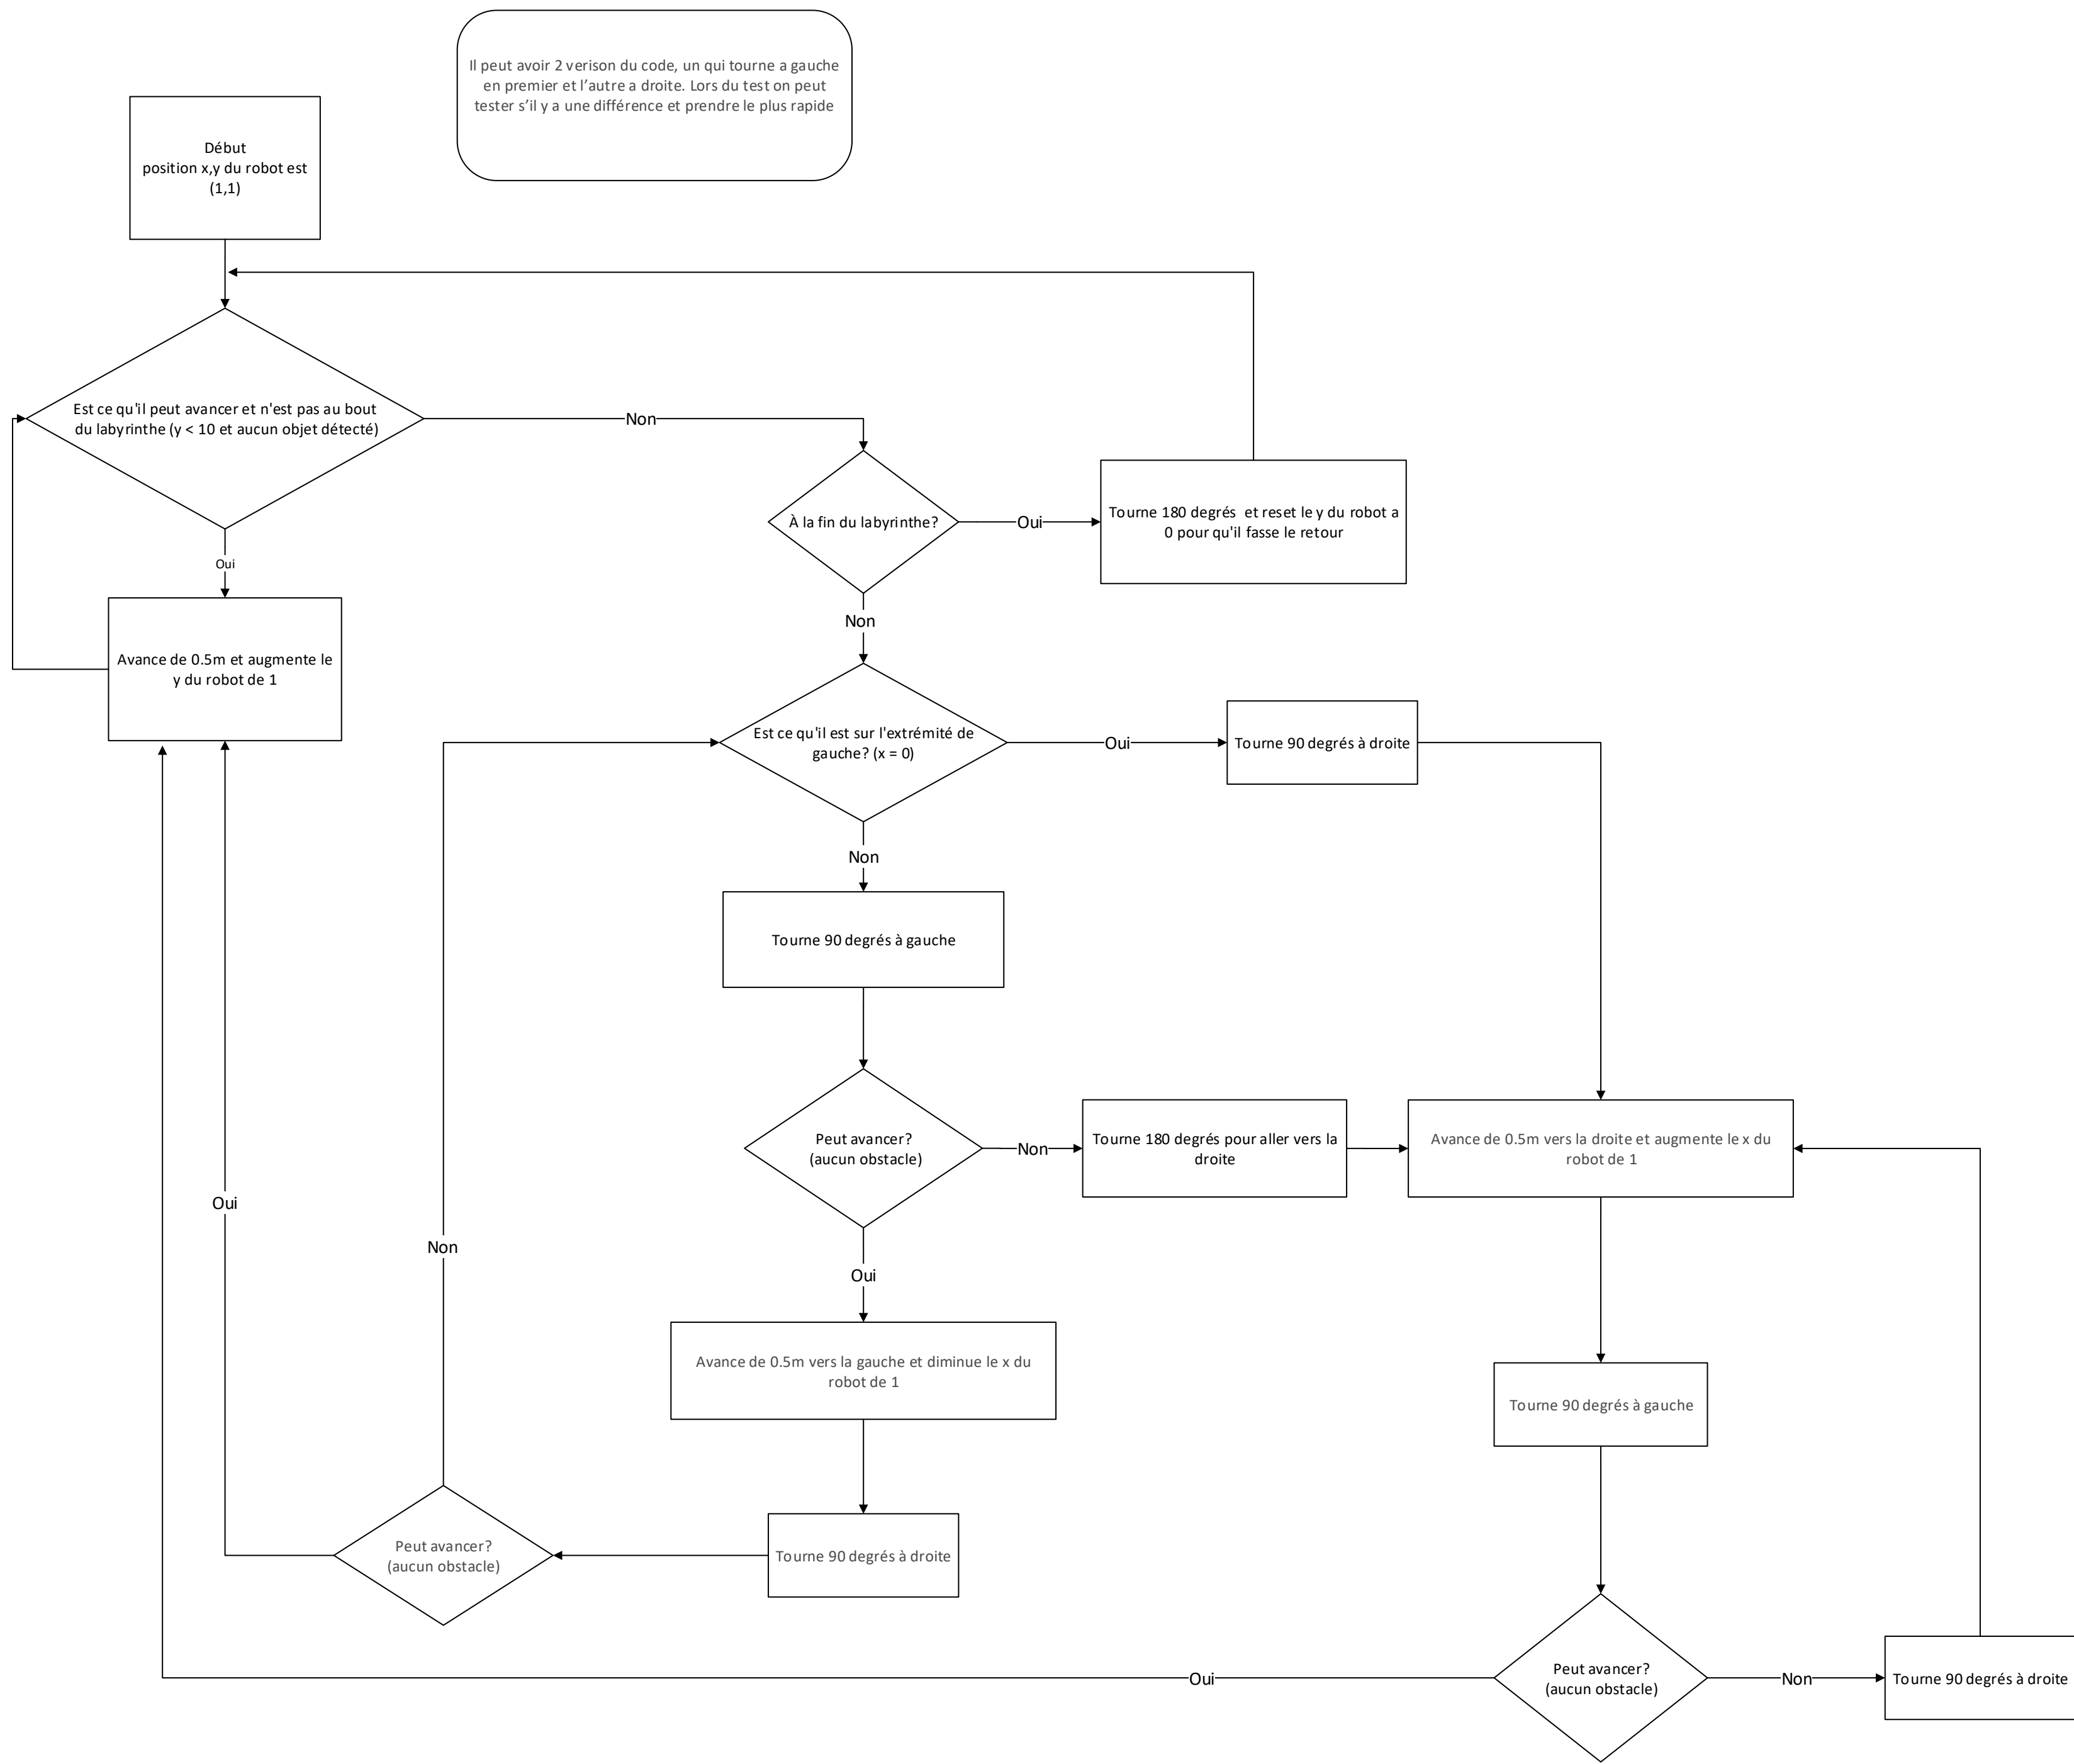 Il peut avoir 2 verison du code, un qui tourne a gauche
en premier et l'autre a droite. Lors du test on peut
tester s'il y a une différence et prendre le plus rapide
Début
position x,y du robot est
(1,1)
Est ce qu'il peut avancer et n'est pas au bout
du labyrinthe (y < 10 et aucun objet détecté)
Non
À la fin du labyrinthe?
Oui
Tourne 180 degrés et reset le y du robot a
0 pour qu'il fasse le retour
Oui
Avance de 0.5m et augmente le
y du robot de 1
Non
Est ce qu'il est sur l'extrémité de
gauche? (x = 0)
Oui
Tourne 90 degrés à droite
Non
Tourne 90 degrés à gauche
Peut avancer?
(aucun obstacle)
Non
Tourne 180 degrés pour aller vers la
droite
Avance de 0.5m vers la droite et augmente le x du
robot de 1
Oui
Non
Oui
Avance de 0.5m vers la gauche et diminue le x du
robot de 1
Tourne 90 degrés à gauche
Peut avancer?
(aucun obstacle)
Tourne 90 degrés à droite
Oui
Peut avancer?
(aucun obstacle)
Non
Tourne 90 degrés à droite